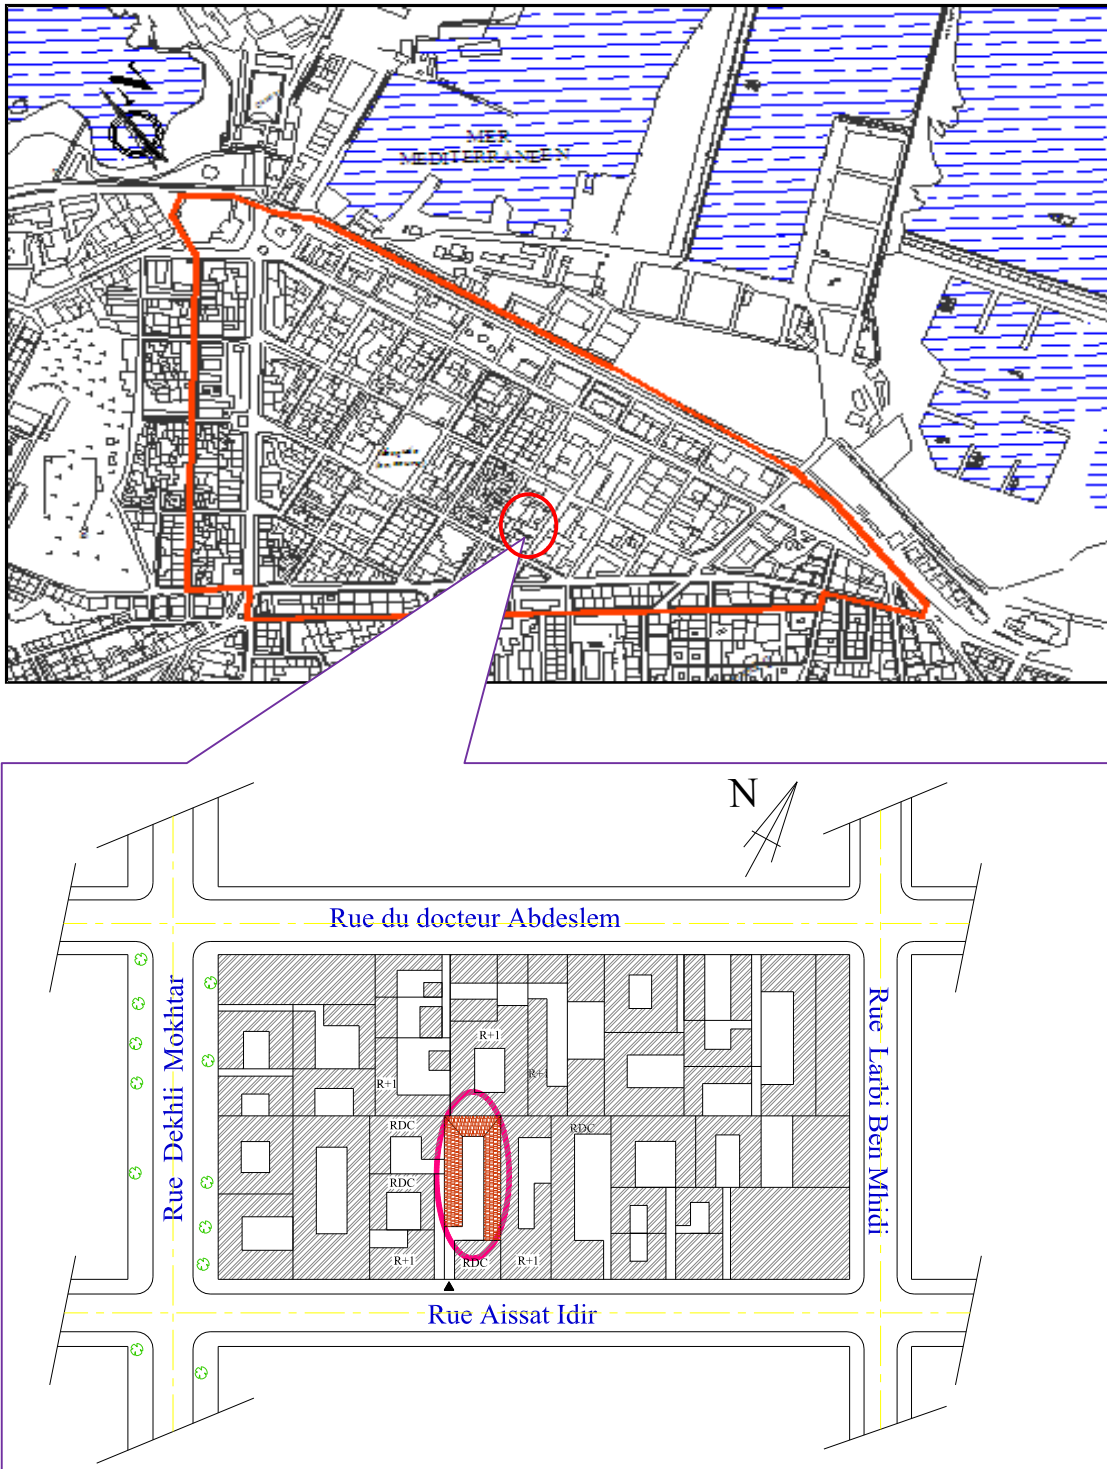 MER
MEDITERRANEEN
N
Rue du docteur Abdeslem
Rue Dekhli Mokhtar
Rue Larbi Ben Mhidi
R+1
R+1
R+1
RDC
RDC
RDC
R+1
RDC
R+1
Rue Aissat Idir